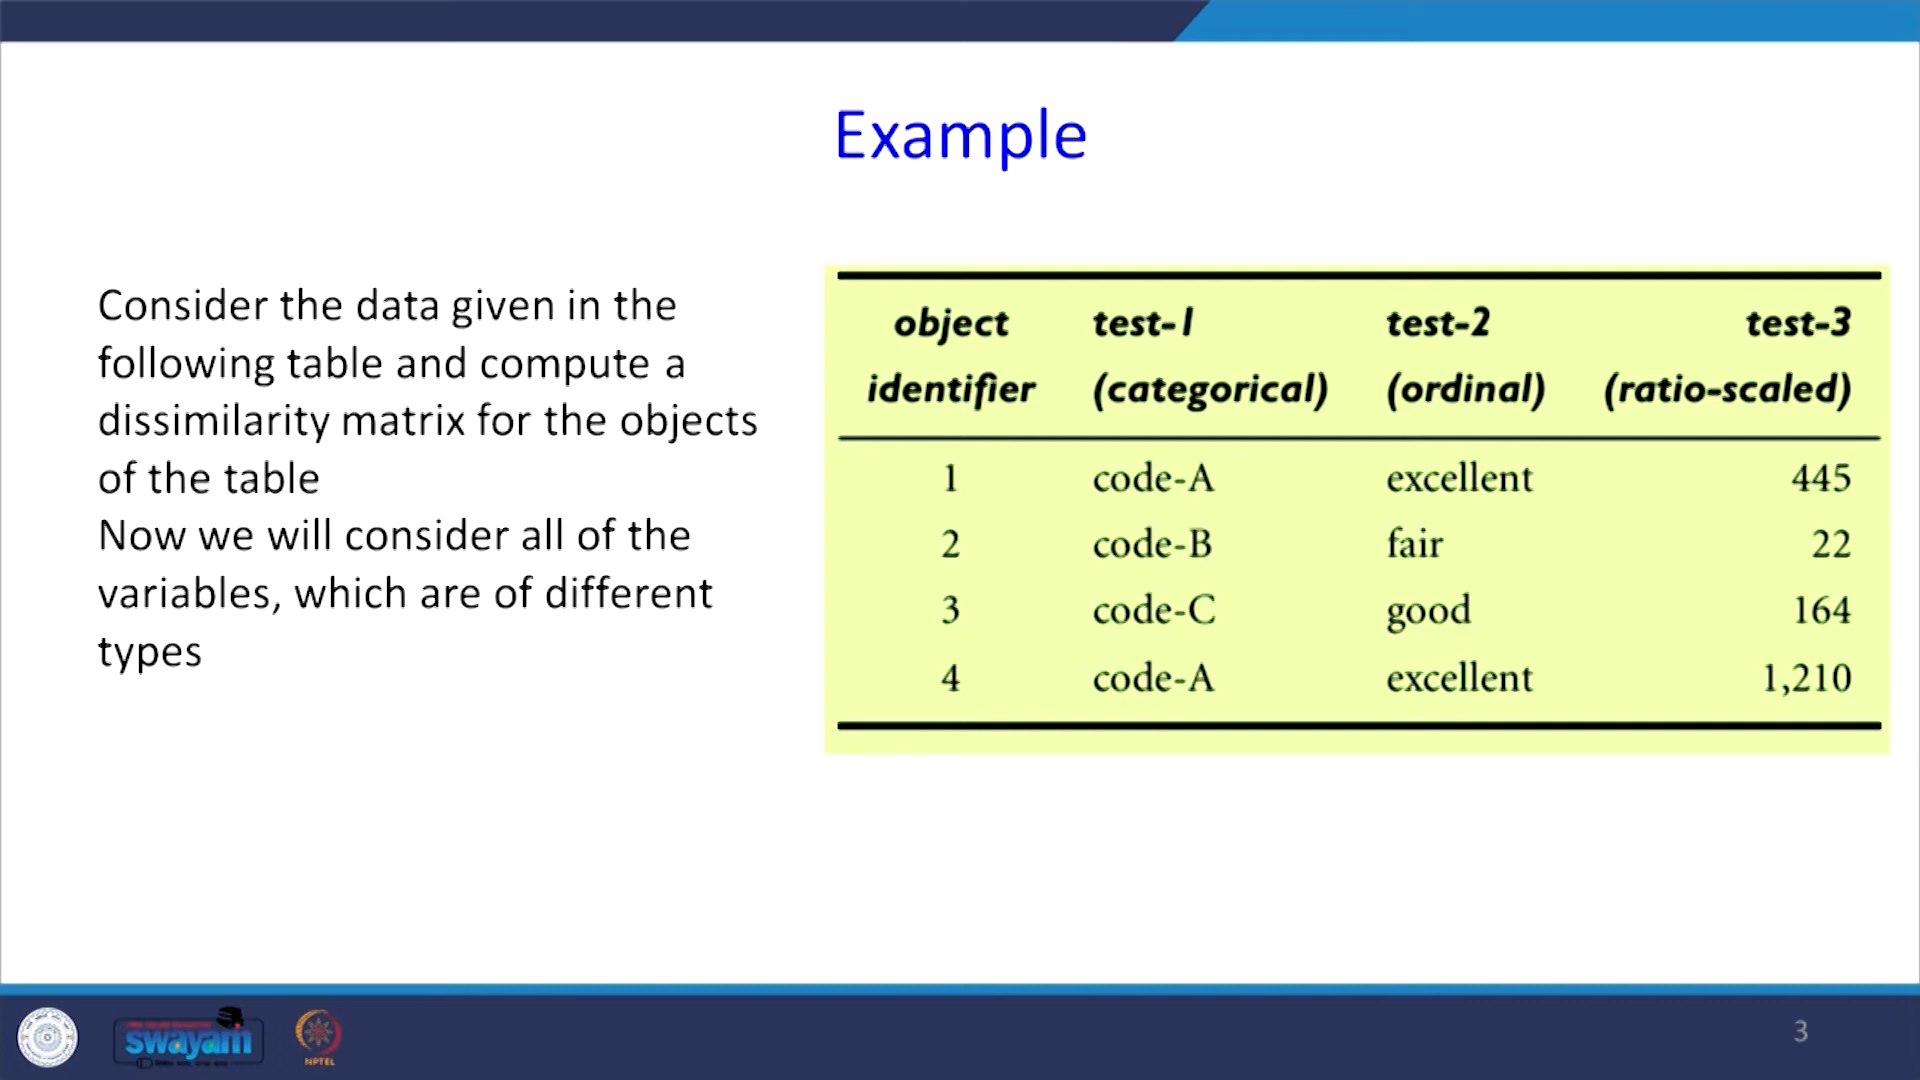 Example
Consider the data given in the
following table and compute a
dissimilarity matrix for the objects
of the table
Now we will consider all of the
variables, which are of different
types
object test-1 test-2 test-3
identifier (categorical) (ordinal) (ratio-scaled)
1 code-A excellent 445
2 code-B fair 22
3 code-C good 164
4 code-A excellent 1,210
swayam
NPTEL
3